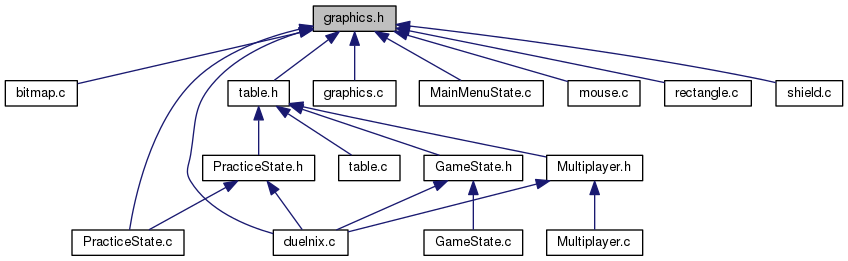 graphics.h
bitmap.c
table.h
graphics.c
MainMenuState.c
mouse.c
rectangle.c
shield.c
PracticeState.h
table.c
GameState.h
Multiplayer.h
PracticeState.c
duelnix.c
GameState.c
Multiplayer.c